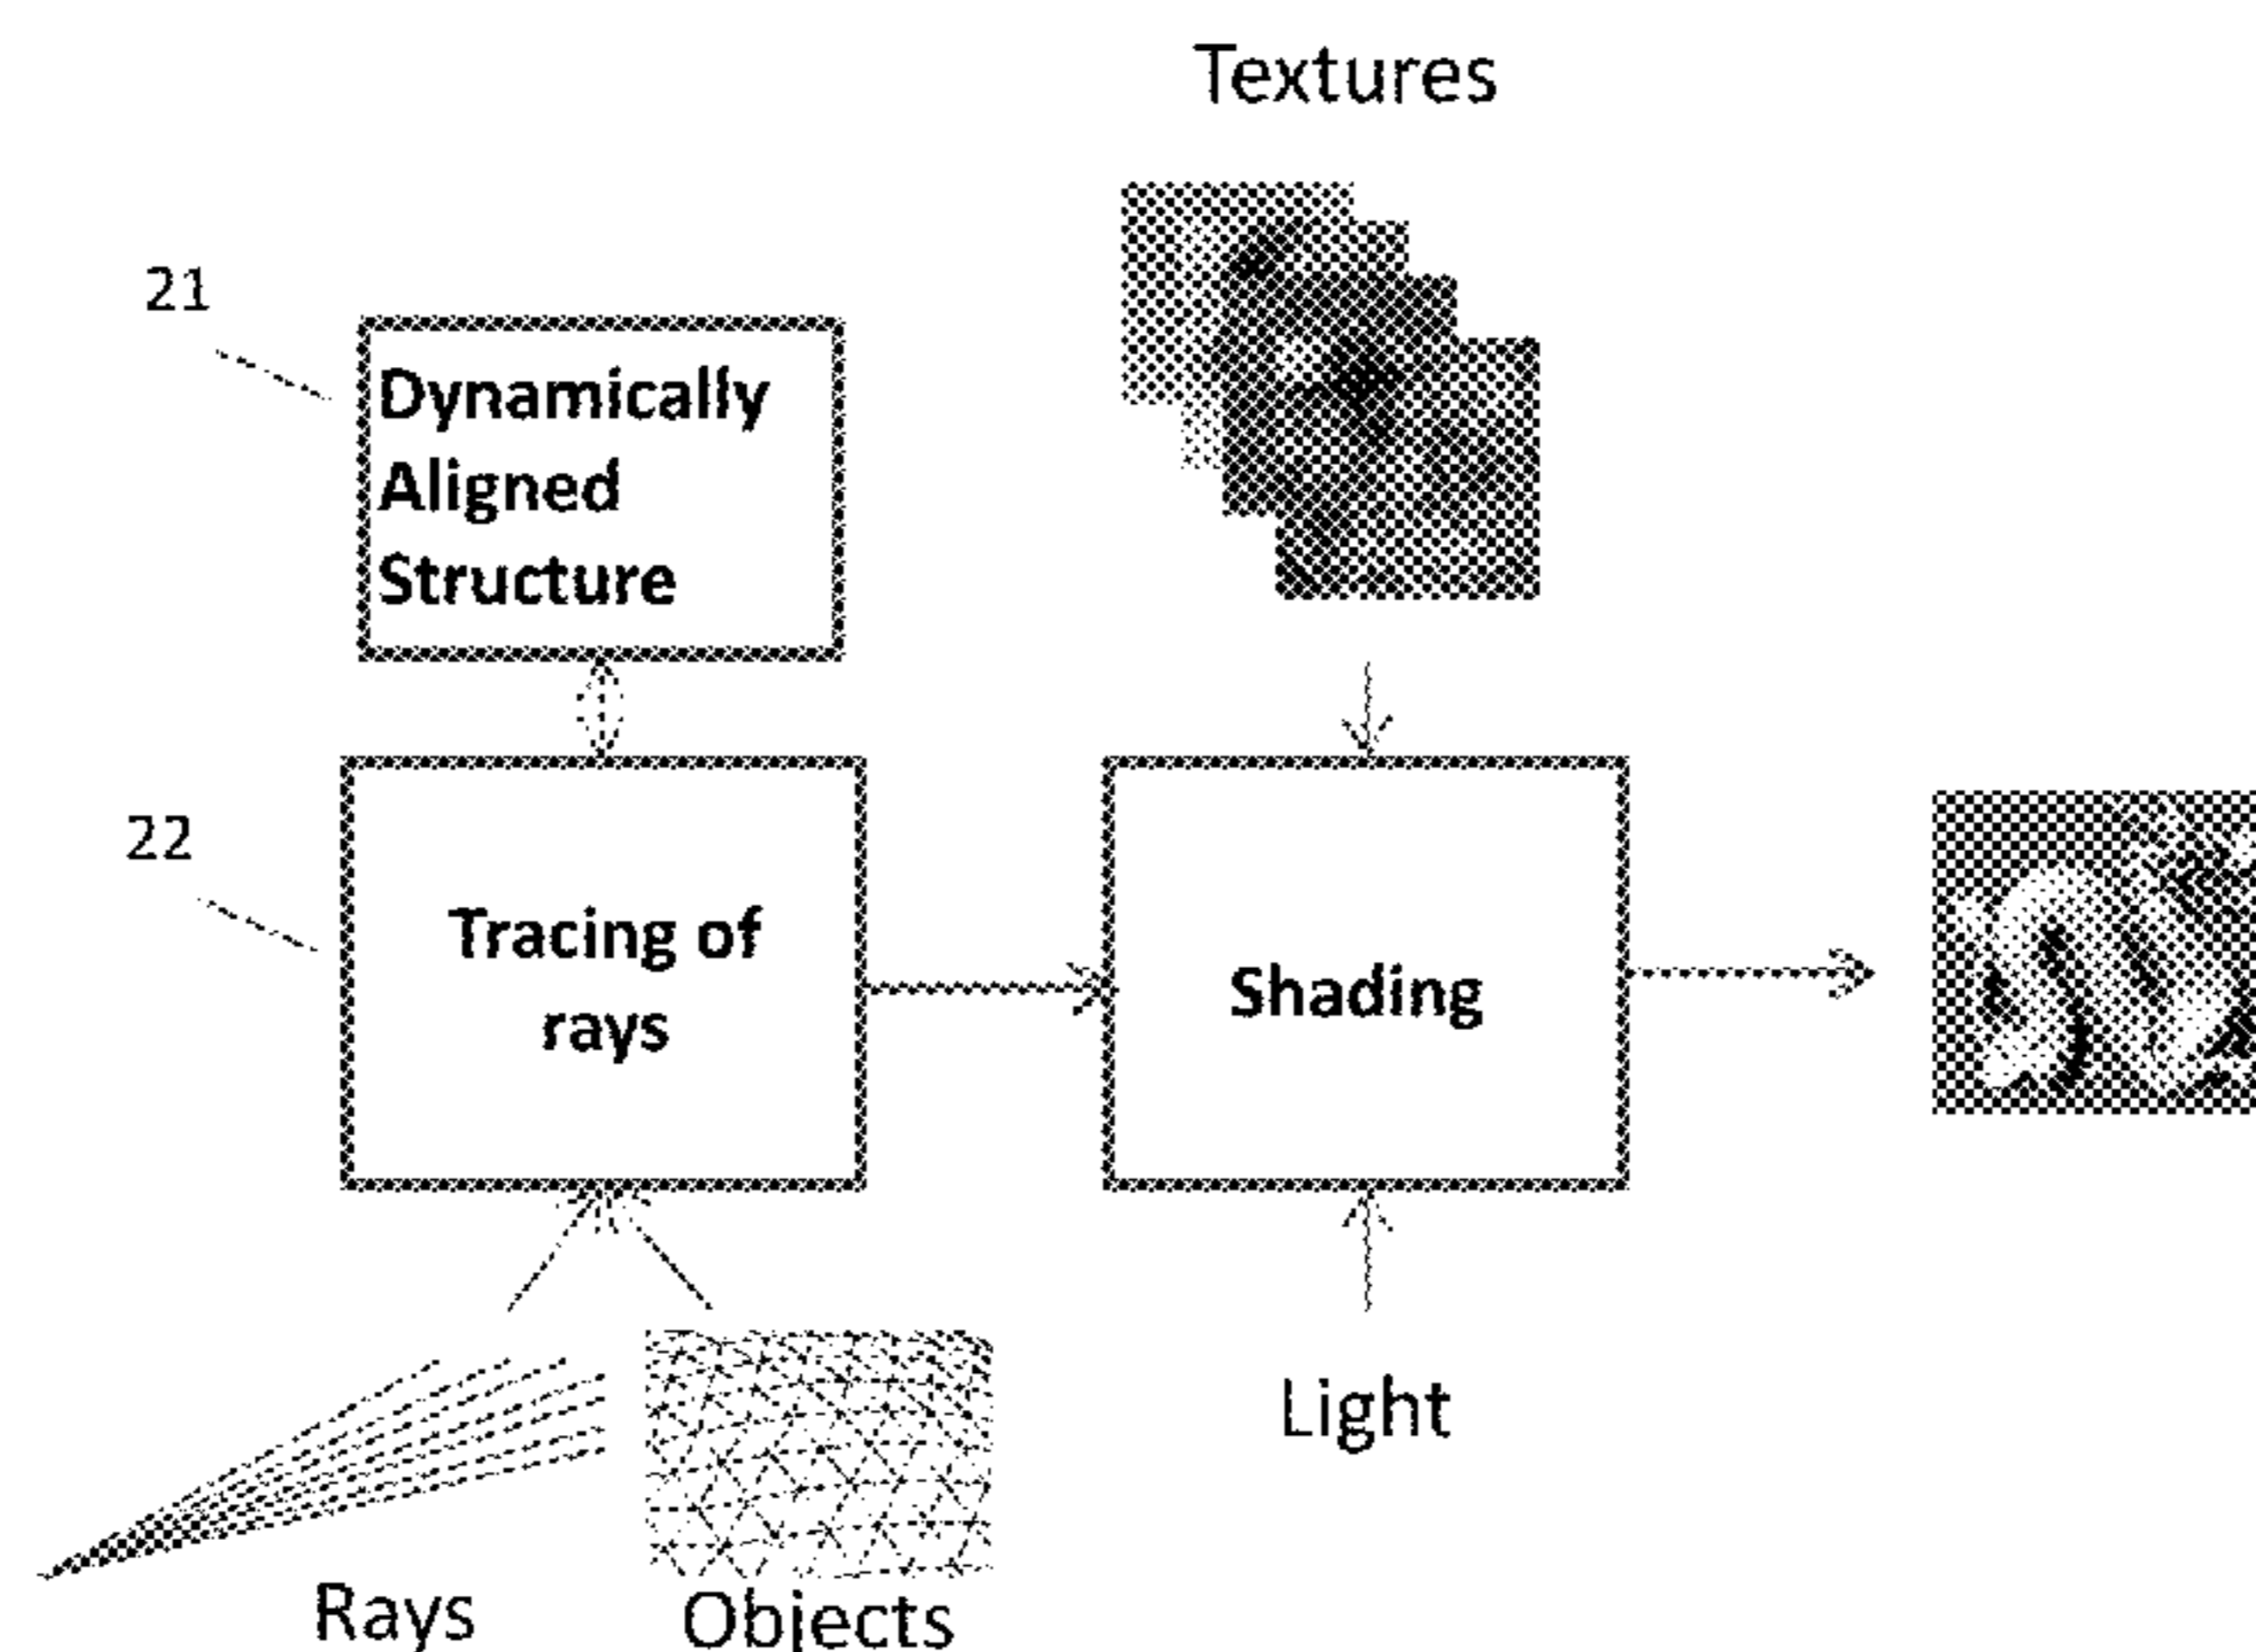 Textures
21
Dynamically
Aligned
Structure
22
Tracing of
rays
Shading
Light
Rays
Objects